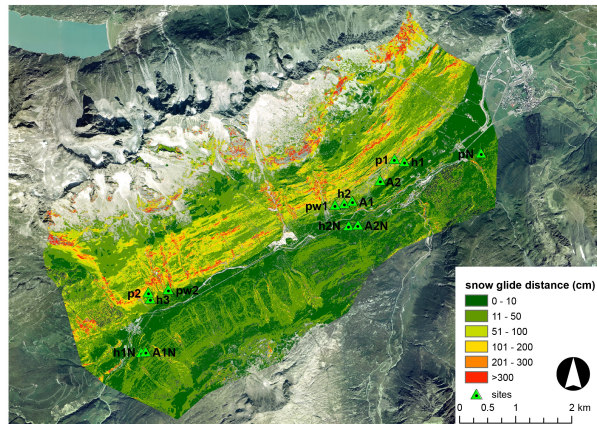 p1
h1
pN
A2
h2
A1
pw1
h2N
A2N
p2
pw2
h3
h1N
A1N
snow glide distance (cm)
0 - 10
11 - 50
51 - 100
101 - 200
201 - 300
>300
sites
0 0.5 1 2 km